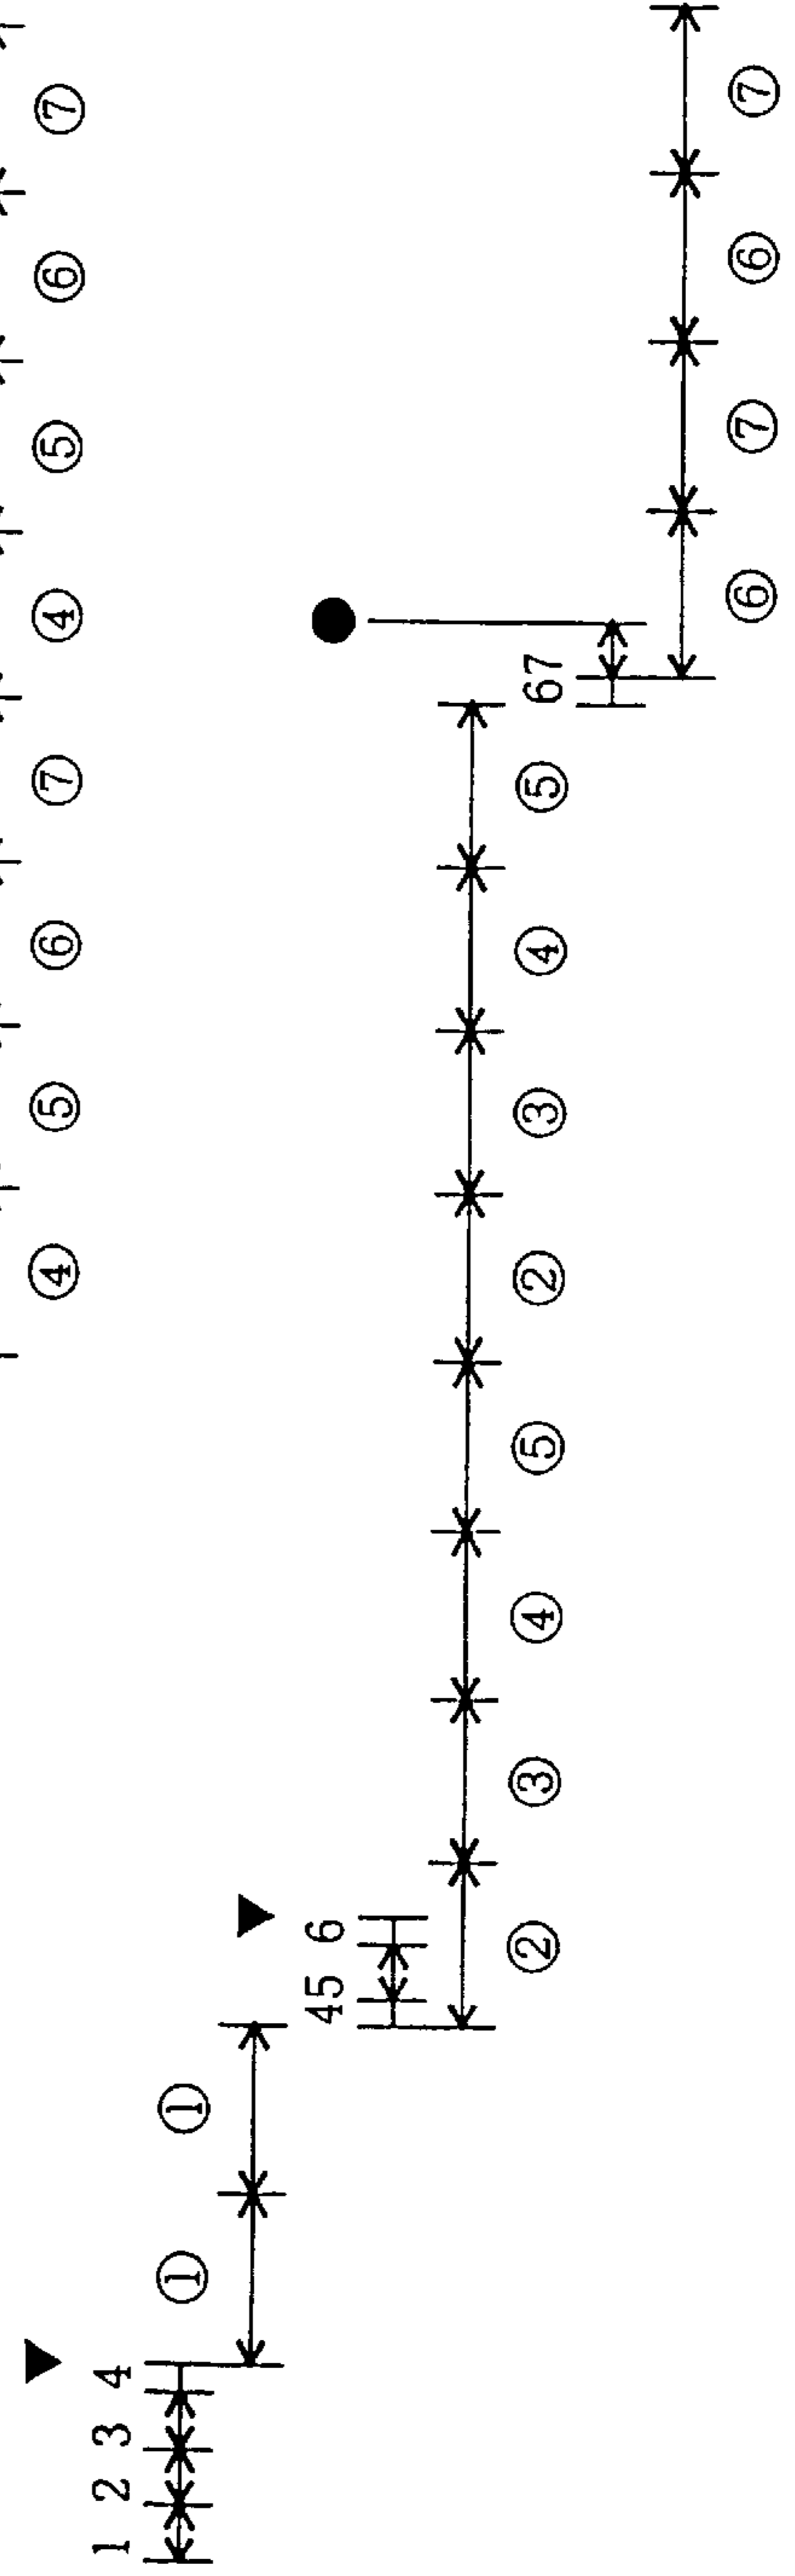 ④ ⑤ ⑥ ⑦ ④ ⑤ ⑥ ⑦
1 2 3 4
① ①
45 6
② ③ ④ ⑤ ② ③ ④ ⑤
67
⑥ ⑦ ⑥ ⑦